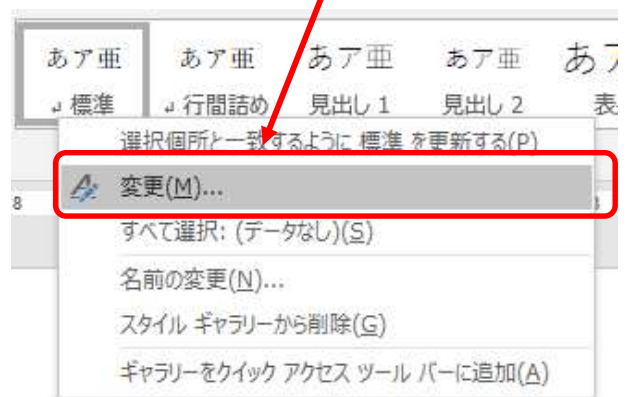 あア亜 あア亜 あア亜 あア亜 あア
↲ 標準 ↲ 行間詰め 見出し 1 見出し 2 表
選択個所と一致するように 標準 を更新する(P)
8 変更(M)...
すべて選択: (データなし)(S)
名前の変更(N)...
スタイル ギャラリーから削除(G)
ギャラリーをクイック アクセス ツール バーに追加(A)